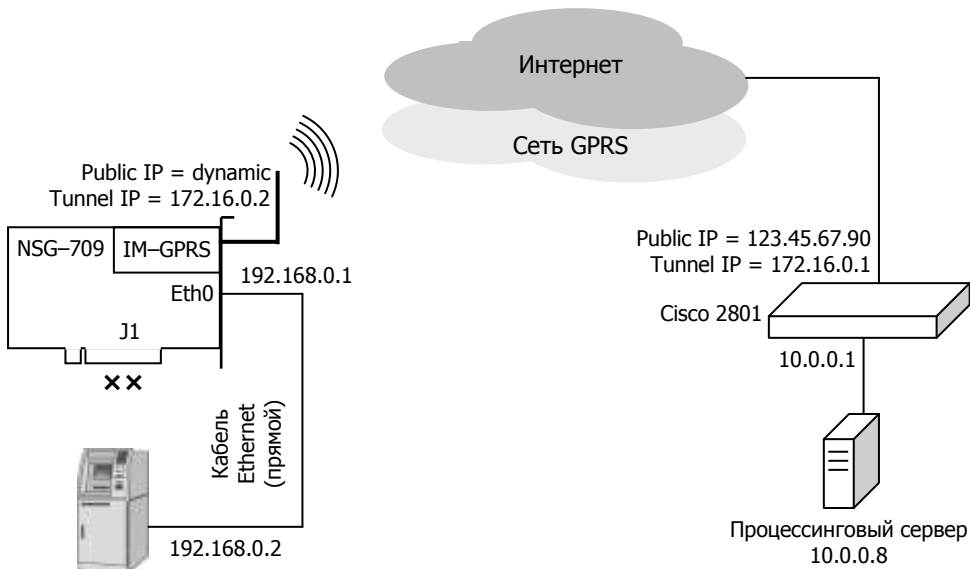 Интернет
Сеть GPRS
Public IP = dynamic
Tunnel IP = 172.16.0.2
NSG–709
IM–GPRS
192.168.0.1
Eth0
J1
Кабель
Ethernet
(прямой)
192.168.0.2
Public IP = 123.45.67.90
Tunnel IP = 172.16.0.1
Cisco 2801
10.0.0.1
Процессинговый сервер
10.0.0.8